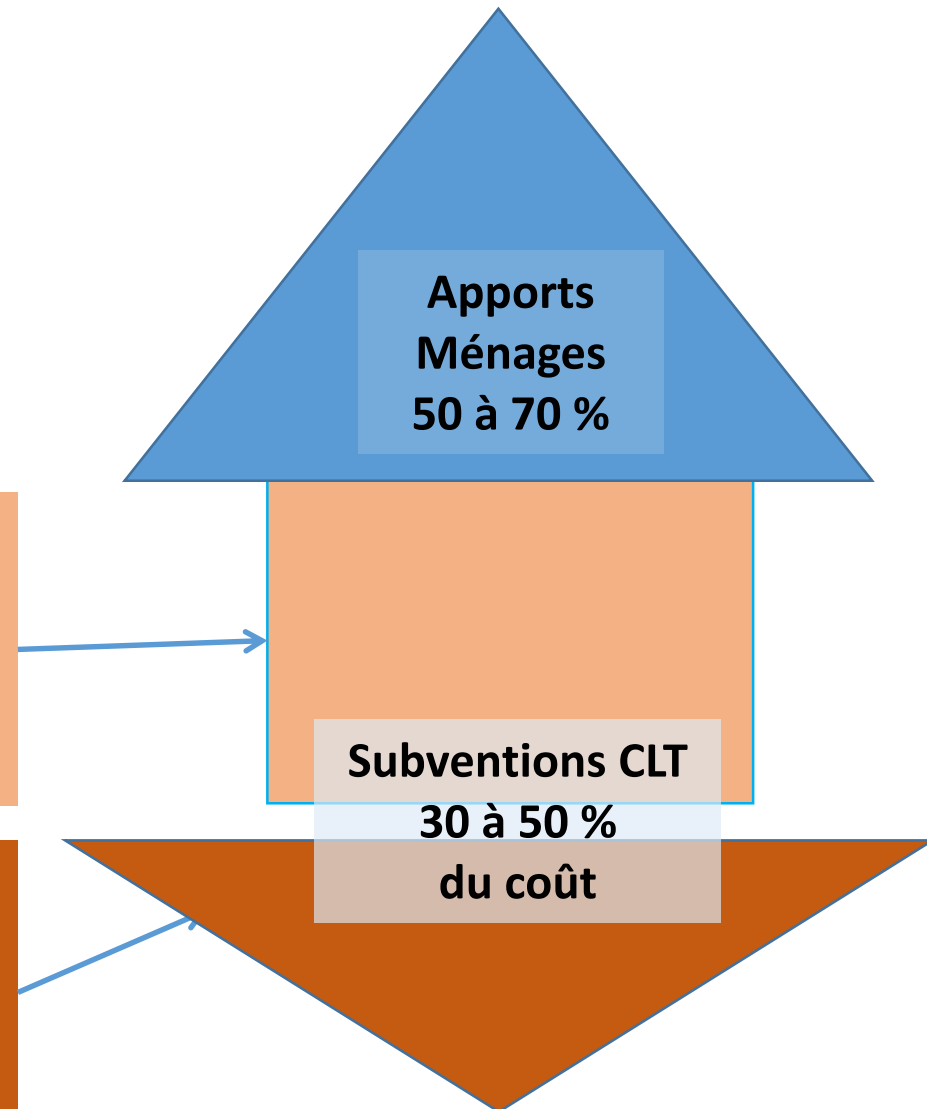 Apports
Ménages
50 à 70 %
Subventions CLT
30 à 50 %
du coût